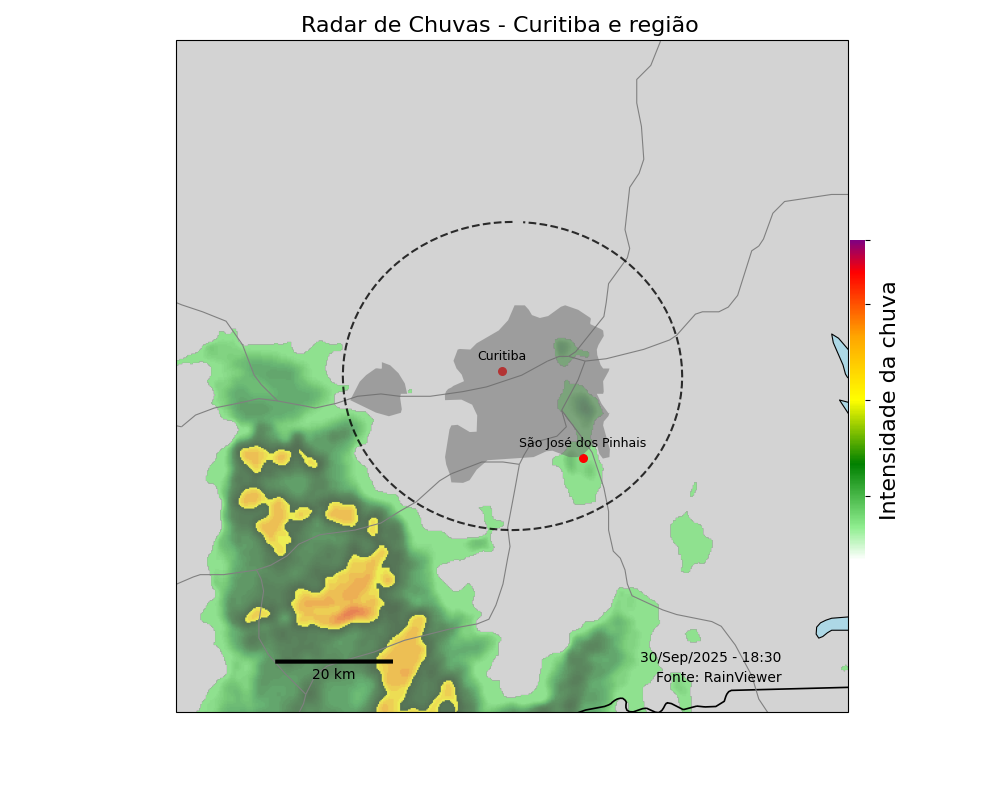 Radar de Chuvas - Curitiba e região
Curitiba
São José dos Pinhais
Intensidade da chuva
30/Sep/2025 - 18:30
Fonte: RainViewer
20 km